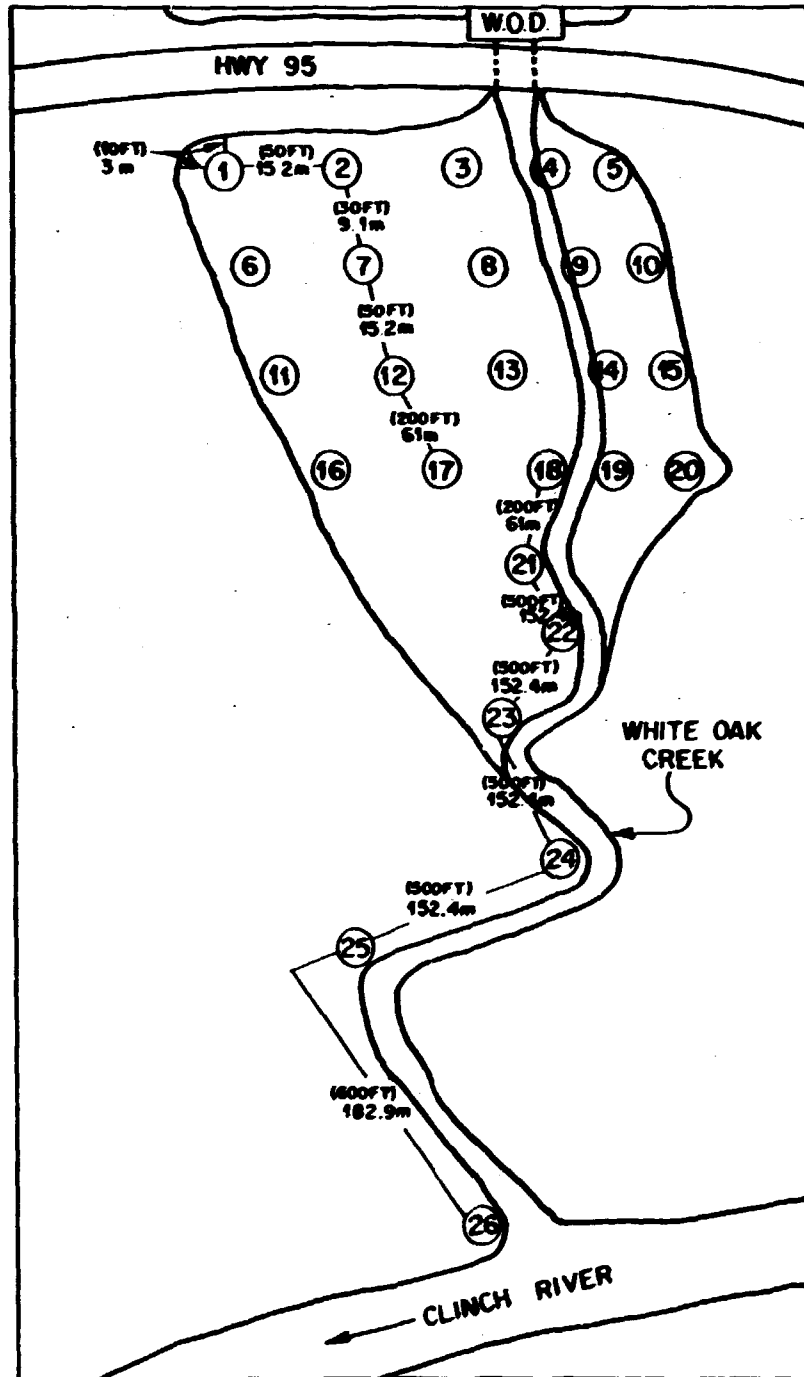 W.O.D.
HWY 95
(10FT)
3 m
(50FT)
15.2m
1
2
3
4
5
(30FT)
9.1m
6
7
8
9
10
(50FT)
15.2m
11
12
13
14
15
(200FT)
61m
16
17
18
19
20
(200FT)
61m
21
(500FT)
22
(500FT)
152.4m
23
WHITE OAK
CREEK
(500FT)
152.4m
24
(500FT)
152.4m
25
(600FT)
182.9m
26
CLINCH RIVER